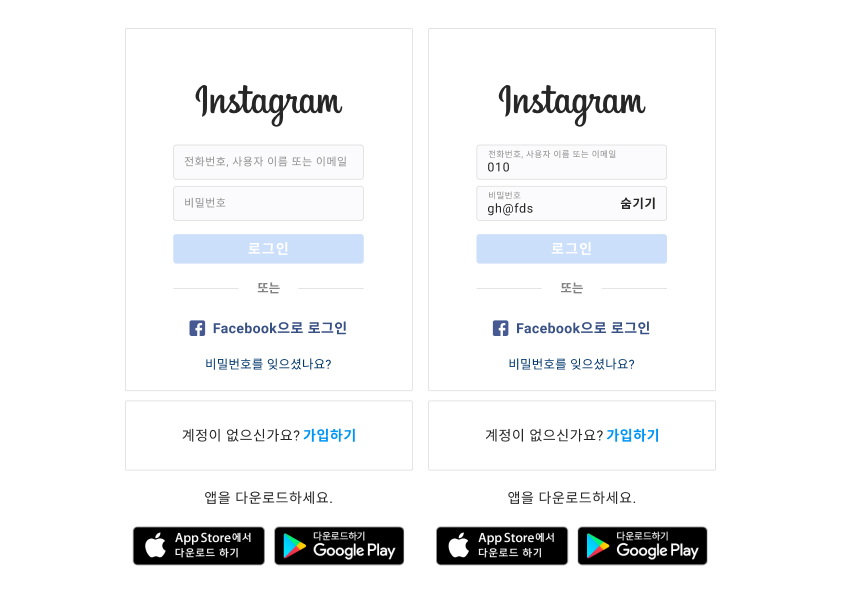 Instagram
전화번호, 사용자 이름 또는 이메일
비밀번호
로그인
또는
Facebook으로 로그인
비밀번호를 잊으셨나요?
계정이 없으신가요? 가입하기
앱을 다운로드하세요.
App Store에서
다운로드 하기
다운로드하기
Google Play
Instagram
전화번호, 사용자 이름 또는 이메일
010
비밀번호
gh@fds
숨기기
로그인
또는
Facebook으로 로그인
비밀번호를 잊으셨나요?
계정이 없으신가요? 가입하기
앱을 다운로드하세요.
App Store에서
다운로드 하기
다운로드하기
Google Play